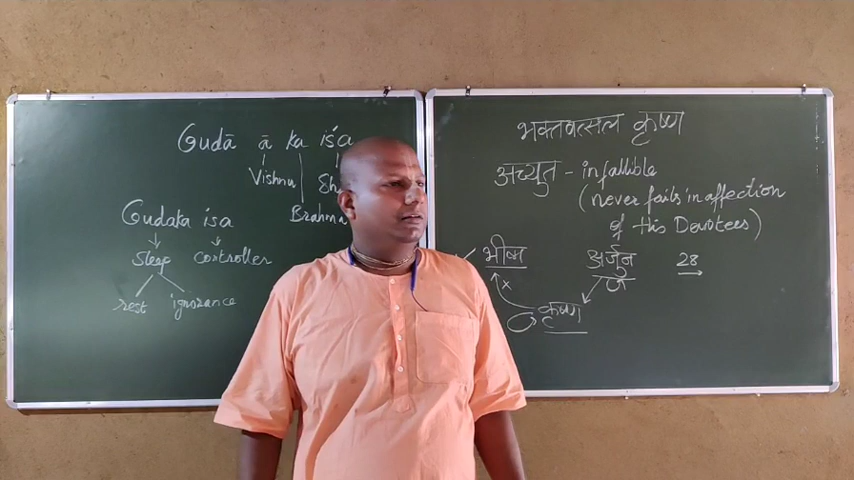 Gudā ā ka iśa
Vishnu
Brahma
Gudaka isa
Sleep controller
rest ignorance
भक्तवत्सल कृष्ण
अच्युत - infallible
(never fails in affection
of His Devotees)
भीष्म अर्जुन 28
x
कृष्ण